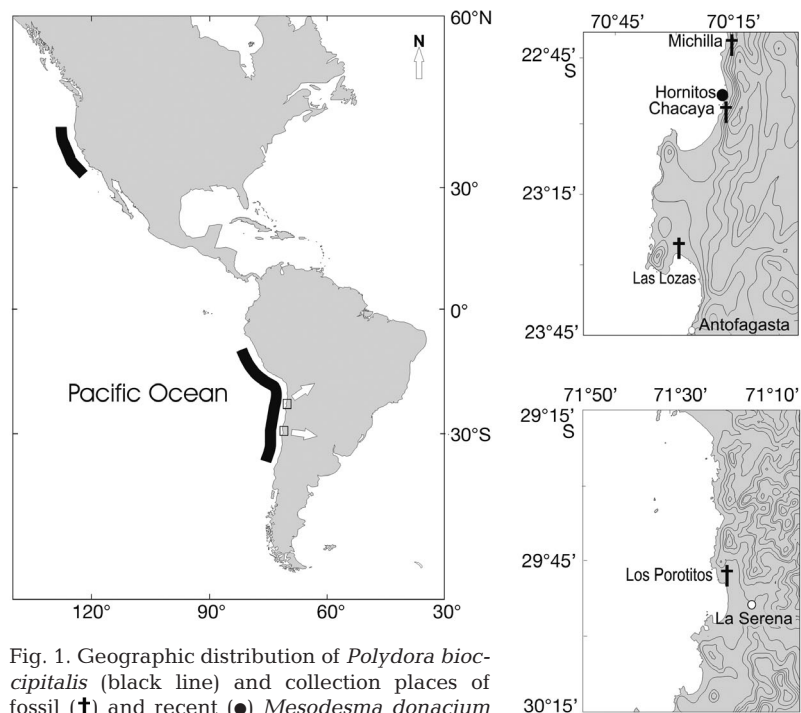 60°N
N
30°
0°
Pacific Ocean
30°S
120° 90° 60° 30°
70°45’ 70°15’
22°45’
S
Michilla
Hornitos
Chacaya
23°15’
Las Lozas
23°45’
Antofagasta
71°50’ 71°30’ 71°10’
29°15’
S
29°45’
Los Porotitos
La Serena
30°15’
Fig. 1. Geographic distribution of Polydora bioc-
cipitalis (black line) and collection places of
fossil (✝) and recent (●) Mesodesma donacium